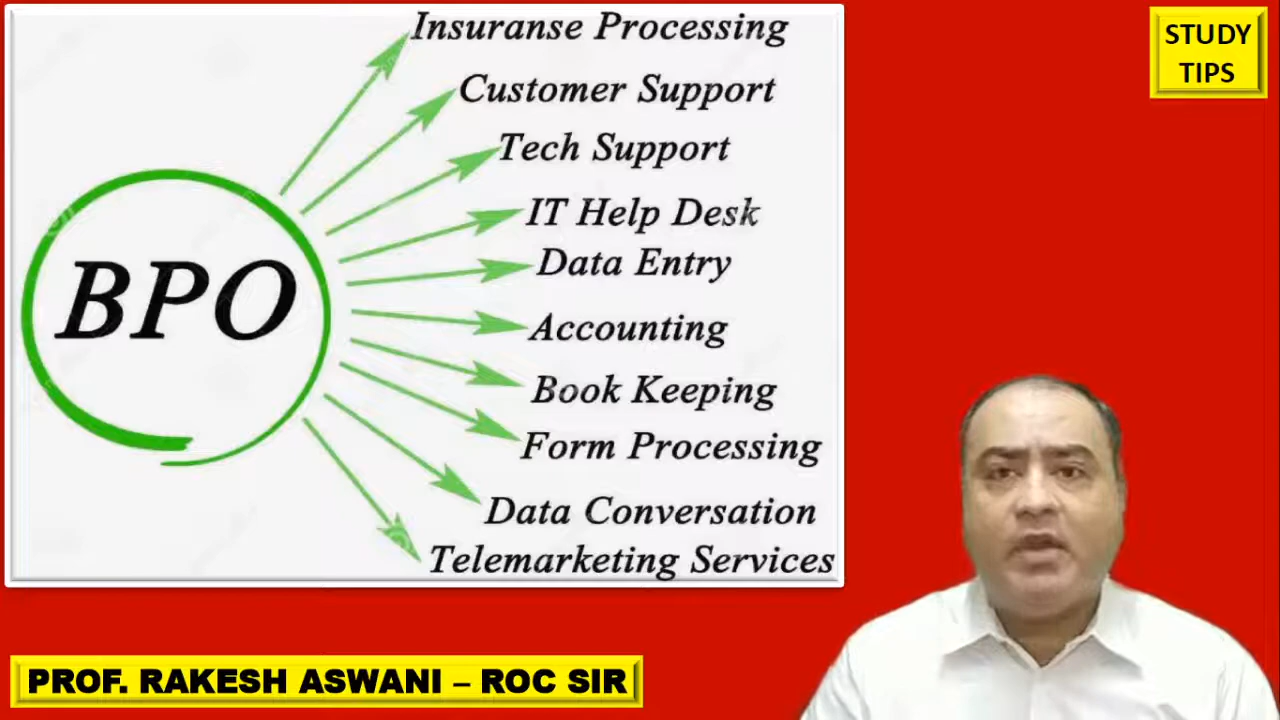 Insuranse Processing
Customer Support
Tech Support
IT Help Desk
Data Entry
Accounting
Book Keeping
Form Processing
Data Conversation
Telemarketing Services
BPO
STUDY
TIPS
PROF. RAKESH ASWANI – ROC SIR